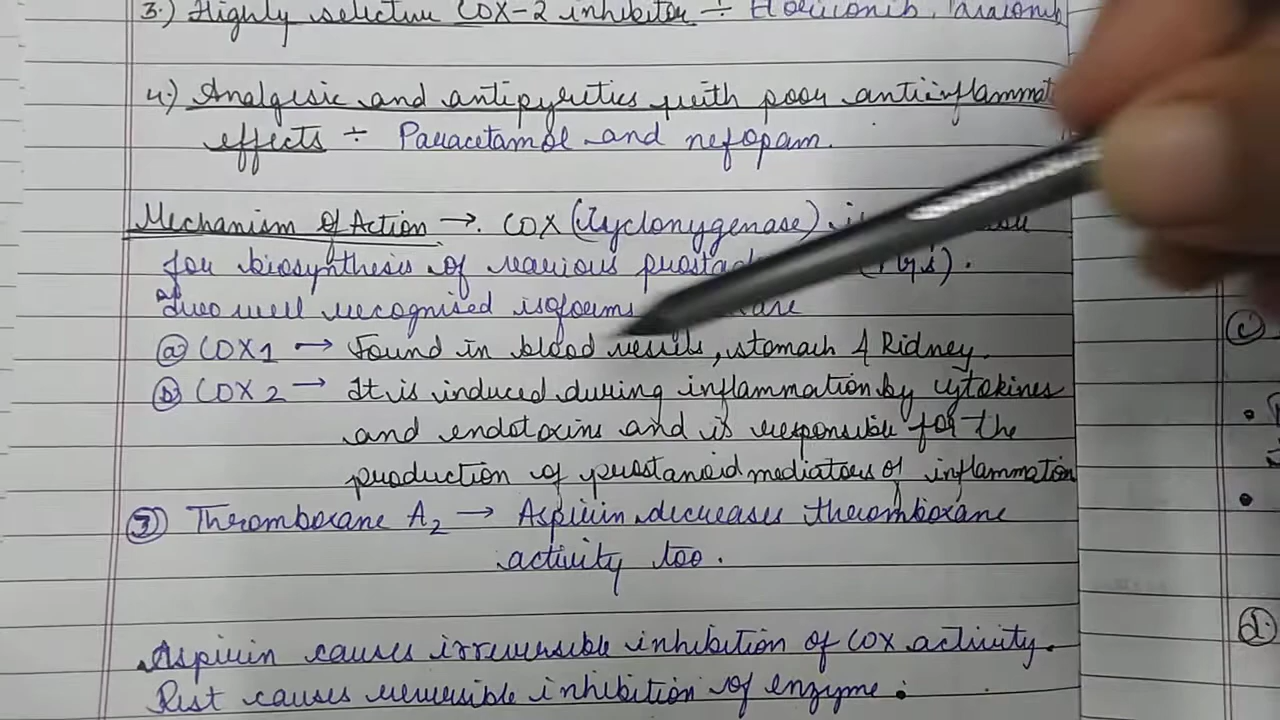 3.) Highly selective COX-2 inhibitor ÷
4.) Analgesic and antipyretics with poor antiinflammat
effects ÷ Paracetamol and nefopam.
Mechanism of Action → COX (Cyclonygenase)
for biosynthesis of various
Two well recognised isoforms are
(a) COX1 → Found in blood vessels, stomach & Kidney.
(b) COX 2 → It is induced during inflammation by cytokines
and endotoxins and is responsible for the
production of prostanoid mediators of inflammation
(3) Thromboxane A2 → Aspirin decreases thromboxane
activity too.
Aspirin causes irreversible inhibition of COX activity.
Rest causes reversible inhibition of enzyme.
(c)
(d)